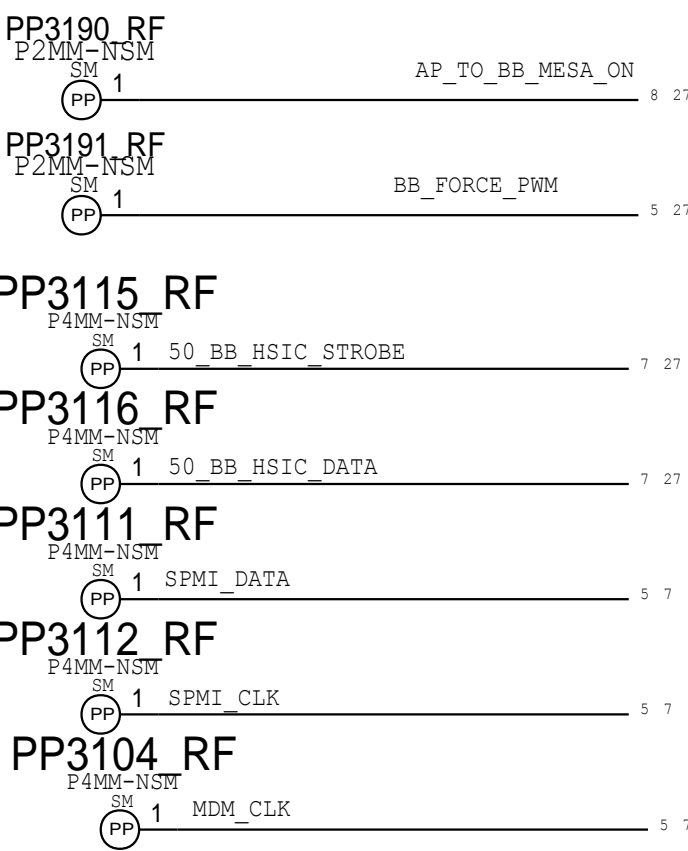 PP3190_RF
P2MM-NSM
SM
1
AP_TO_BB_MESA_ON
PP
8 27
PP3191_RF
P2MM-NSM
SM
1
BB_FORCE_PWM
PP
5 27
PP3115_RF
P4MM-NSM
SM
1
50_BB_HSIC_STROBE
PP
7 27
PP3116_RF
P4MM-NSM
SM
1
50_BB_HSIC_DATA
PP
7 27
PP3111_RF
P4MM-NSM
SM
1
SPMI_DATA
PP
5 7
PP3112_RF
P4MM-NSM
SM
1
SPMI_CLK
PP
5 7
PP3104_RF
P4MM-NSM
SM
1
MDM_CLK
PP
5 7